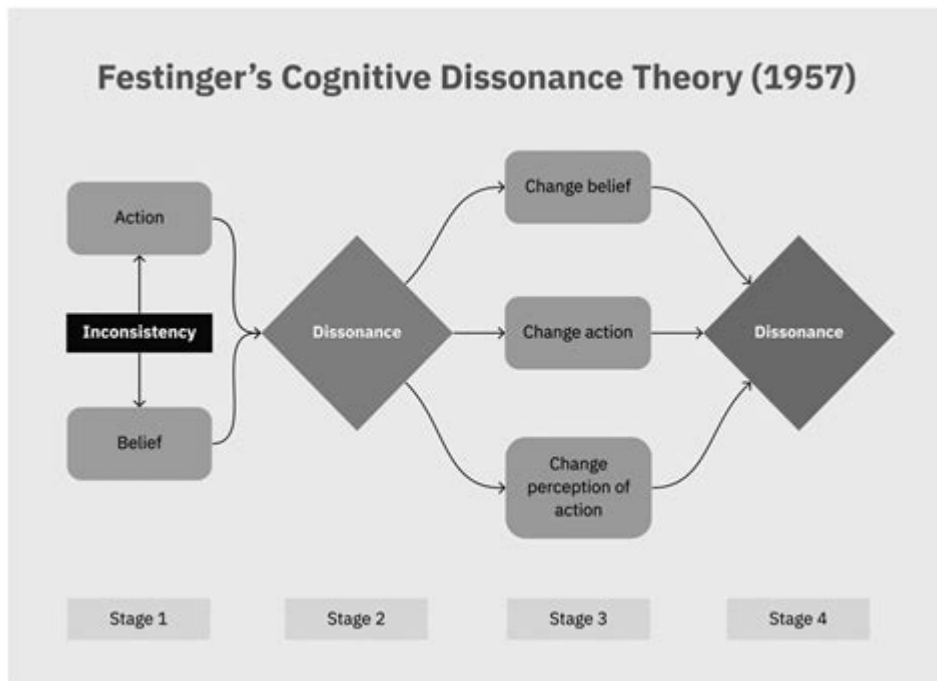 Festinger's Cognitive Dissonance Theory (1957)
Action
Inconsistency
Belief
Dissonance
Change belief
Change action
Change
perception of
action
Dissonance
Stage 1
Stage 2
Stage 3
Stage 4